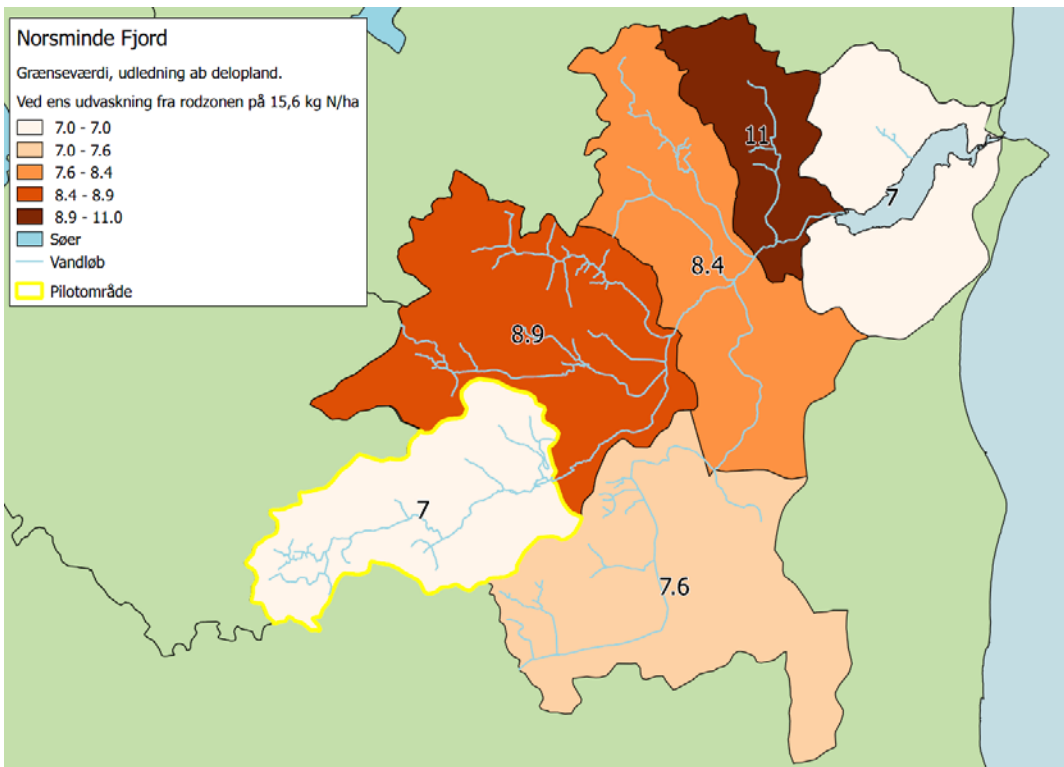 Norsminde Fjord
Grænseværdi, udledning ab delopland.
Ved ens udvaskning fra rodzonen på 15,6 kg N/ha
7.0 - 7.0
7.0 - 7.6
7.6 - 8.4
8.4 - 8.9
8.9 - 11.0
Søer
Vandløb
Pilotområde
11
7
8.4
8.9
7
7.6